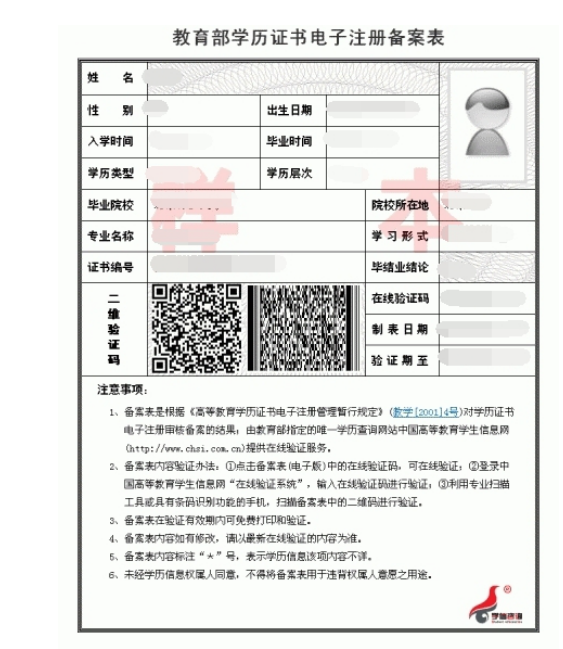 教育部学历证书电子注册备案表
姓 名
性 别 出生日期
入学时间 毕业时间
学历类型 学历层次
样本
毕业院校 院校所在地
专业名称 学习形式
证书编号 毕结业结论
二维验证码 在线验证码
制表日期
验证期至
注意事项：
1、备案表是根据《高等教育学历证书电子注册管理暂行规定》(教学[2001]4号)对学历证书
电子注册审核备案的结果，由教育部指定的唯一学历查询网站中国高等教育学生信息网
(http://www.chsi.com.cn)提供在线验证服务。
2、备案表内容验证办法：①点击备案表(电子版)中的在线验证码，可在线验证；②登录中
国高等教育学生信息网“在线验证系统”，输入在线验证码进行验证；③利用专业扫描
工具或具有条码识别功能的手机，扫描备案表中的二维码进行验证。
3、备案表在验证有效期内可免费打印和验证。
4、备案表内容如有修改，请以最新在线验证的内容为准。
5、备案表内容标注“*”号，表示学历信息该项内容不详。
6、未经学历信息权属人同意，不得将备案表用于违背权属人意愿之用途。
®